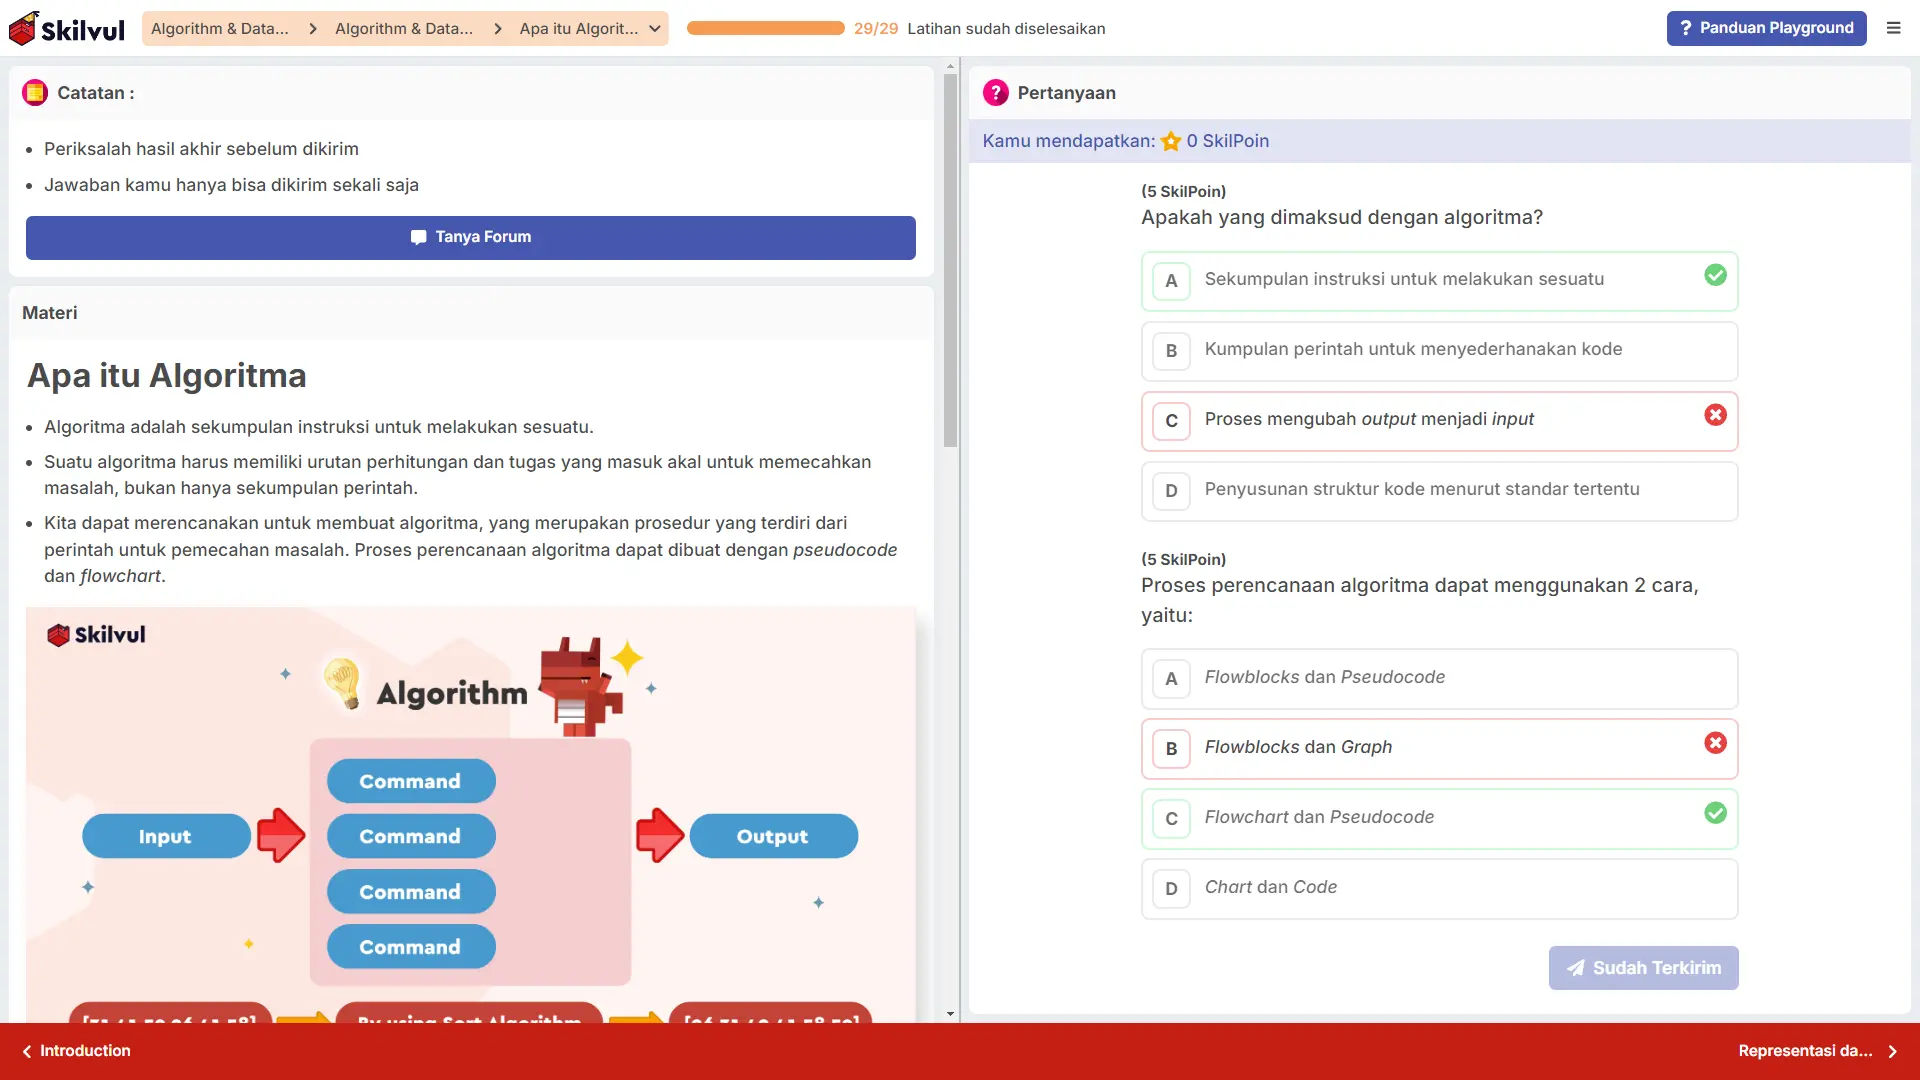 Skilvul
Algorithm & Data... > Algorithm & Data... > Apa itu Algorit...
29/29 Latihan sudah diselesaikan
? Panduan Playground
Catatan :
• Periksalah hasil akhir sebelum dikirim
• Jawaban kamu hanya bisa dikirim sekali saja
Tanya Forum
Materi
Apa itu Algoritma
• Algoritma adalah sekumpulan instruksi untuk melakukan sesuatu.
• Suatu algoritma harus memiliki urutan perhitungan dan tugas yang masuk akal untuk memecahkan
masalah, bukan hanya sekumpulan perintah.
• Kita dapat merencanakan untuk membuat algoritma, yang merupakan prosedur yang terdiri dari
perintah untuk pemecahan masalah. Proses perencanaan algoritma dapat dibuat dengan pseudocode
dan flowchart.
Skilvul
Algorithm
Input
Command
Command
Command
Command
Output
By using Sort Algorithm
Pertanyaan
Kamu mendapatkan: 0 SkilPoin
(5 SkilPoin)
Apakah yang dimaksud dengan algoritma?
A Sekumpulan instruksi untuk melakukan sesuatu
B Kumpulan perintah untuk menyederhanakan kode
C Proses mengubah output menjadi input
D Penyusunan struktur kode menurut standar tertentu
(5 SkilPoin)
Proses perencanaan algoritma dapat menggunakan 2 cara,
yaitu:
A Flowblocks dan Pseudocode
B Flowblocks dan Graph
C Flowchart dan Pseudocode
D Chart dan Code
Sudah Terkirim
Introduction
Representasi da...